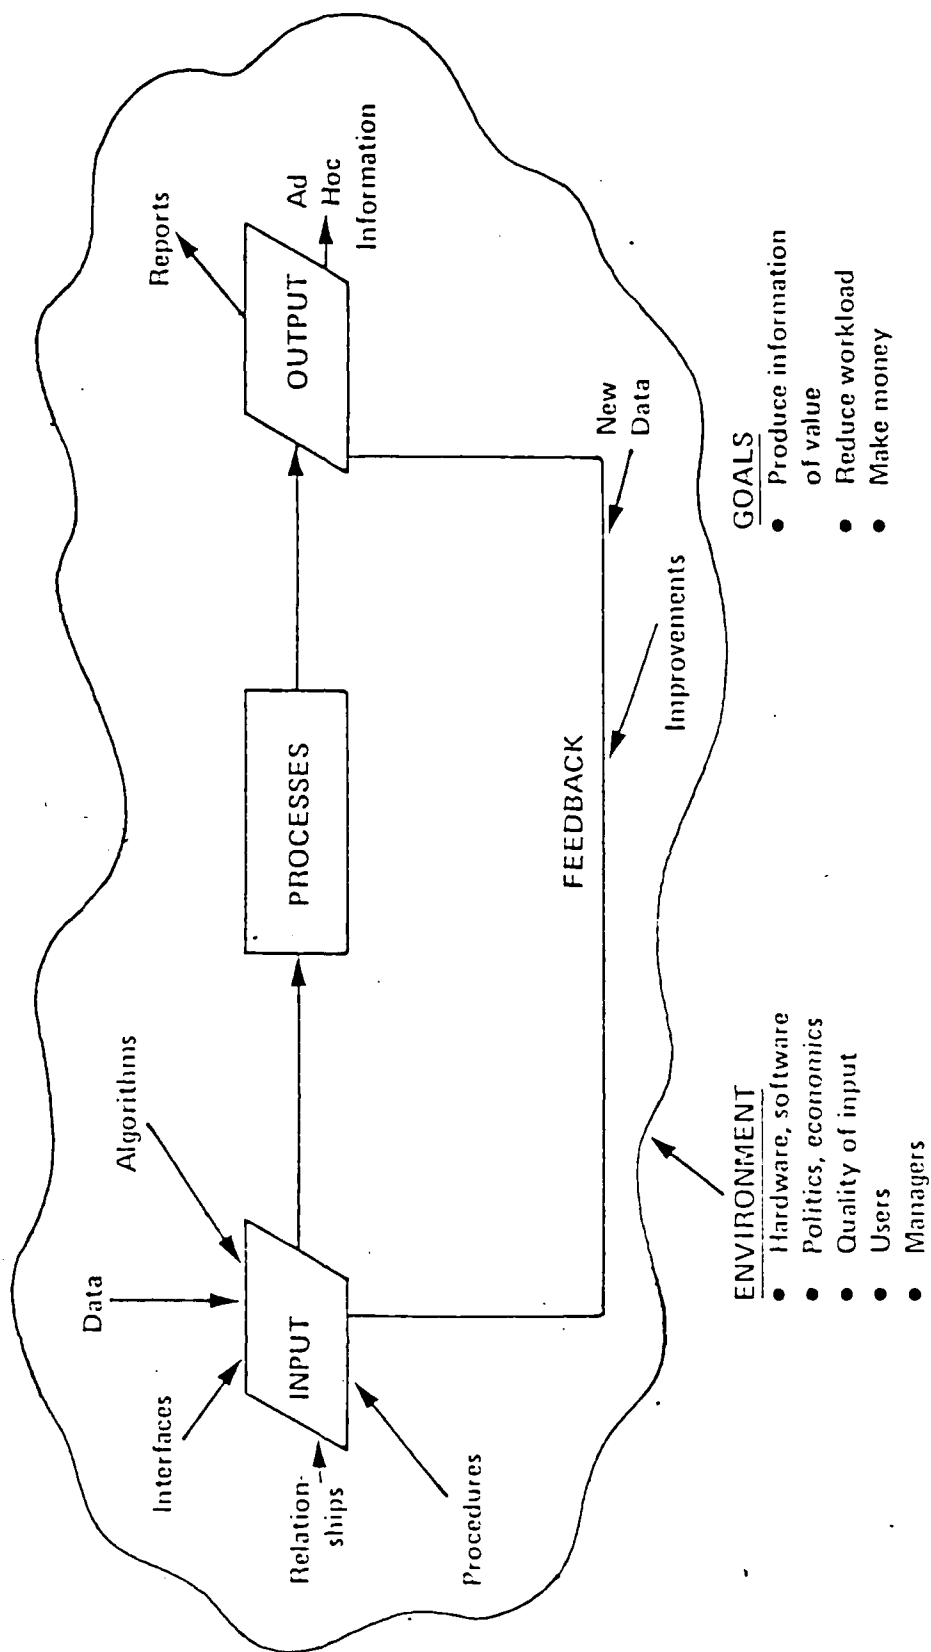 Reports
Algorithms
Data
Interfaces
Relation-
ships
Procedures
INPUT
PROCESSES
OUTPUT
Ad
Hoc
Information
FEEDBACK
New
Data
Improvements
ENVIRONMENT
• Hardware, software
• Politics, economics
• Quality of input
• Users
• Managers
GOALS
• Produce information
of value
• Reduce workload
• Make money